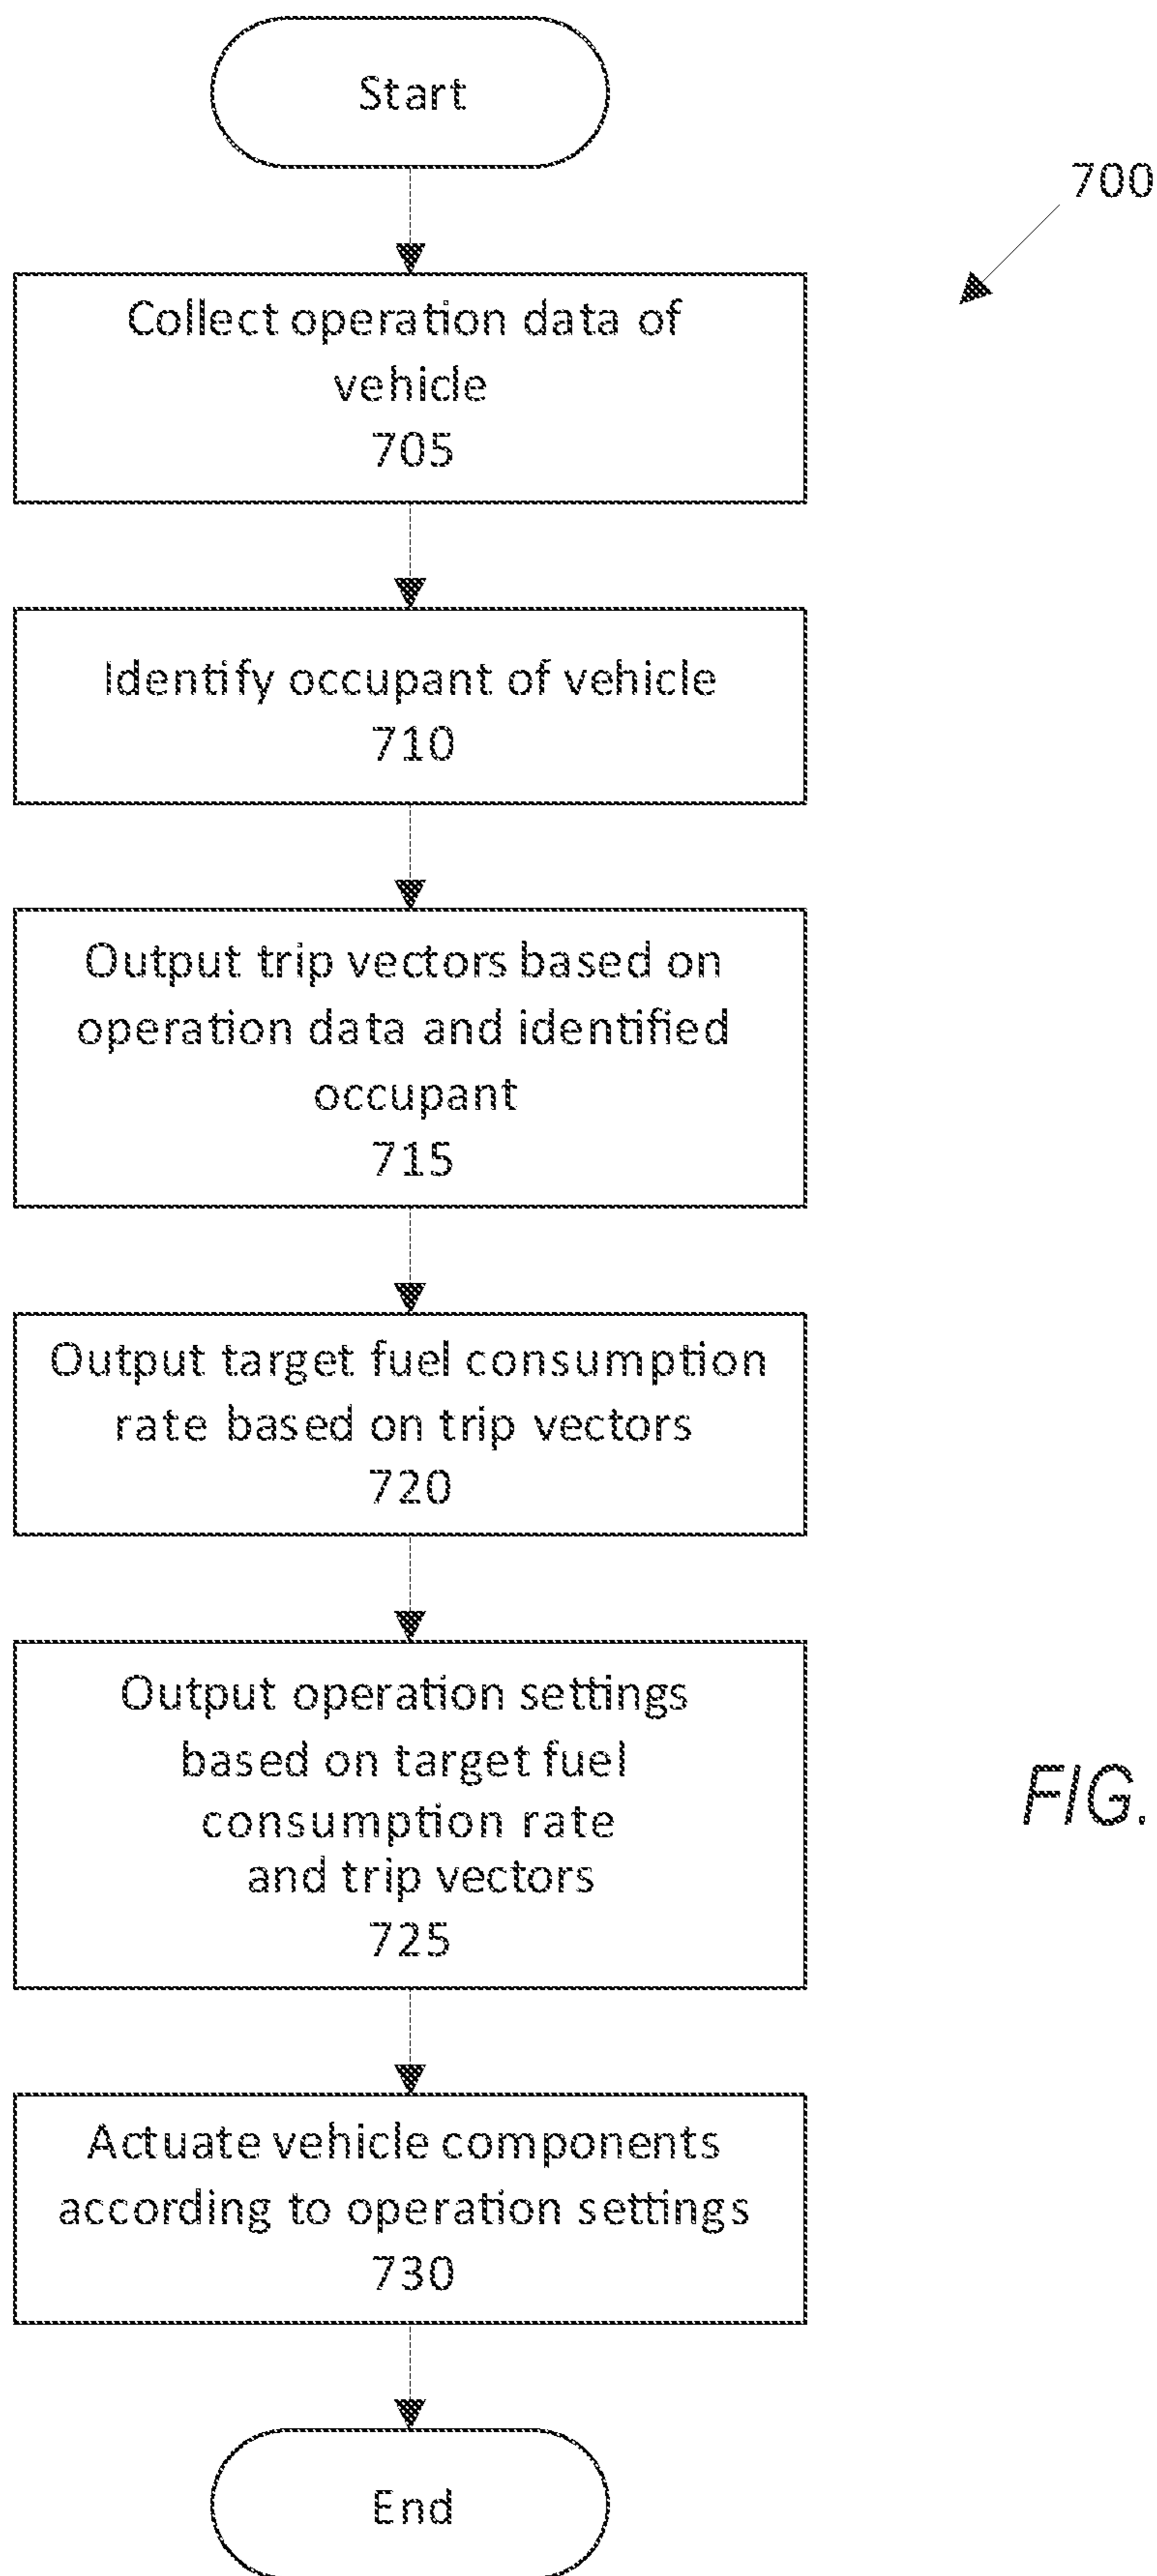 Start
700
Collect operation data of
vehicle
705
Identify occupant of vehicle
710
Output trip vectors based on
operation data and identified
occupant
715
Output target fuel consumption
rate based on trip vectors
720
Output operation settings
based on target fuel
consumption rate
and trip vectors
725
FIG.
Actuate vehicle components
according to operation settings
730
End